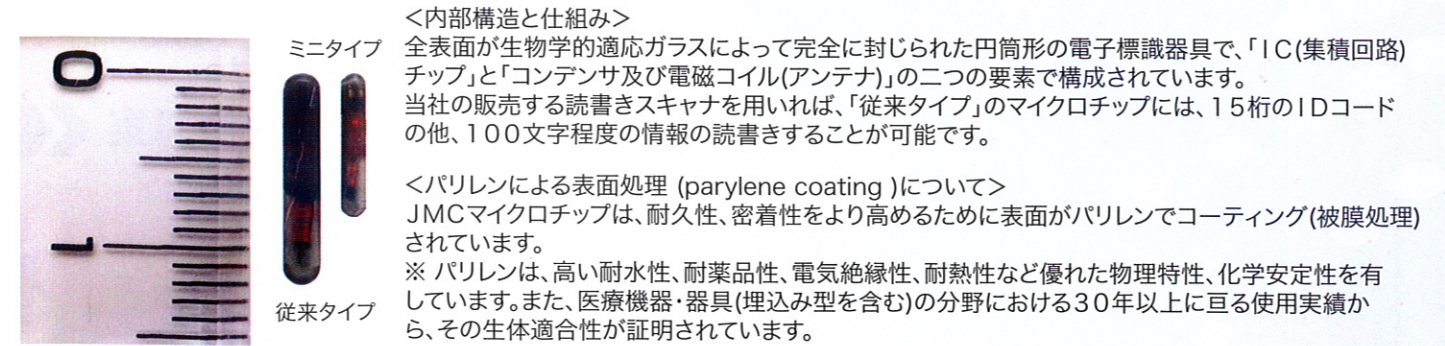 0
1
ミニタイプ
従来タイプ
＜内部構造と仕組み＞
全表面が生物学的適応ガラスによって完全に封じられた円筒形の電子標識器具で、「ＩＣ(集積回路)
チップ」と「コンデンサ及び電磁コイル(アンテナ)」の二つの要素で構成されています。
当社の販売する読書きスキャナを用いれば、「従来タイプ」のマイクロチップには、１５桁のＩＤコード
の他、１００文字程度の情報の読書きすることが可能です。
＜パリレンによる表面処理 (parylene coating )について＞
ＪＭＣマイクロチップは、耐久性、密着性をより高めるために表面がパリレンでコーティング(被膜処理)
されています。
※ パリレンは、高い耐水性、耐薬品性、電気絶縁性、耐熱性など優れた物理特性、化学安定性を有
しています。また、医療機器・器具(埋込み型を含む)の分野における３０年以上に亘る使用実績か
ら、その生体適合性が証明されています。